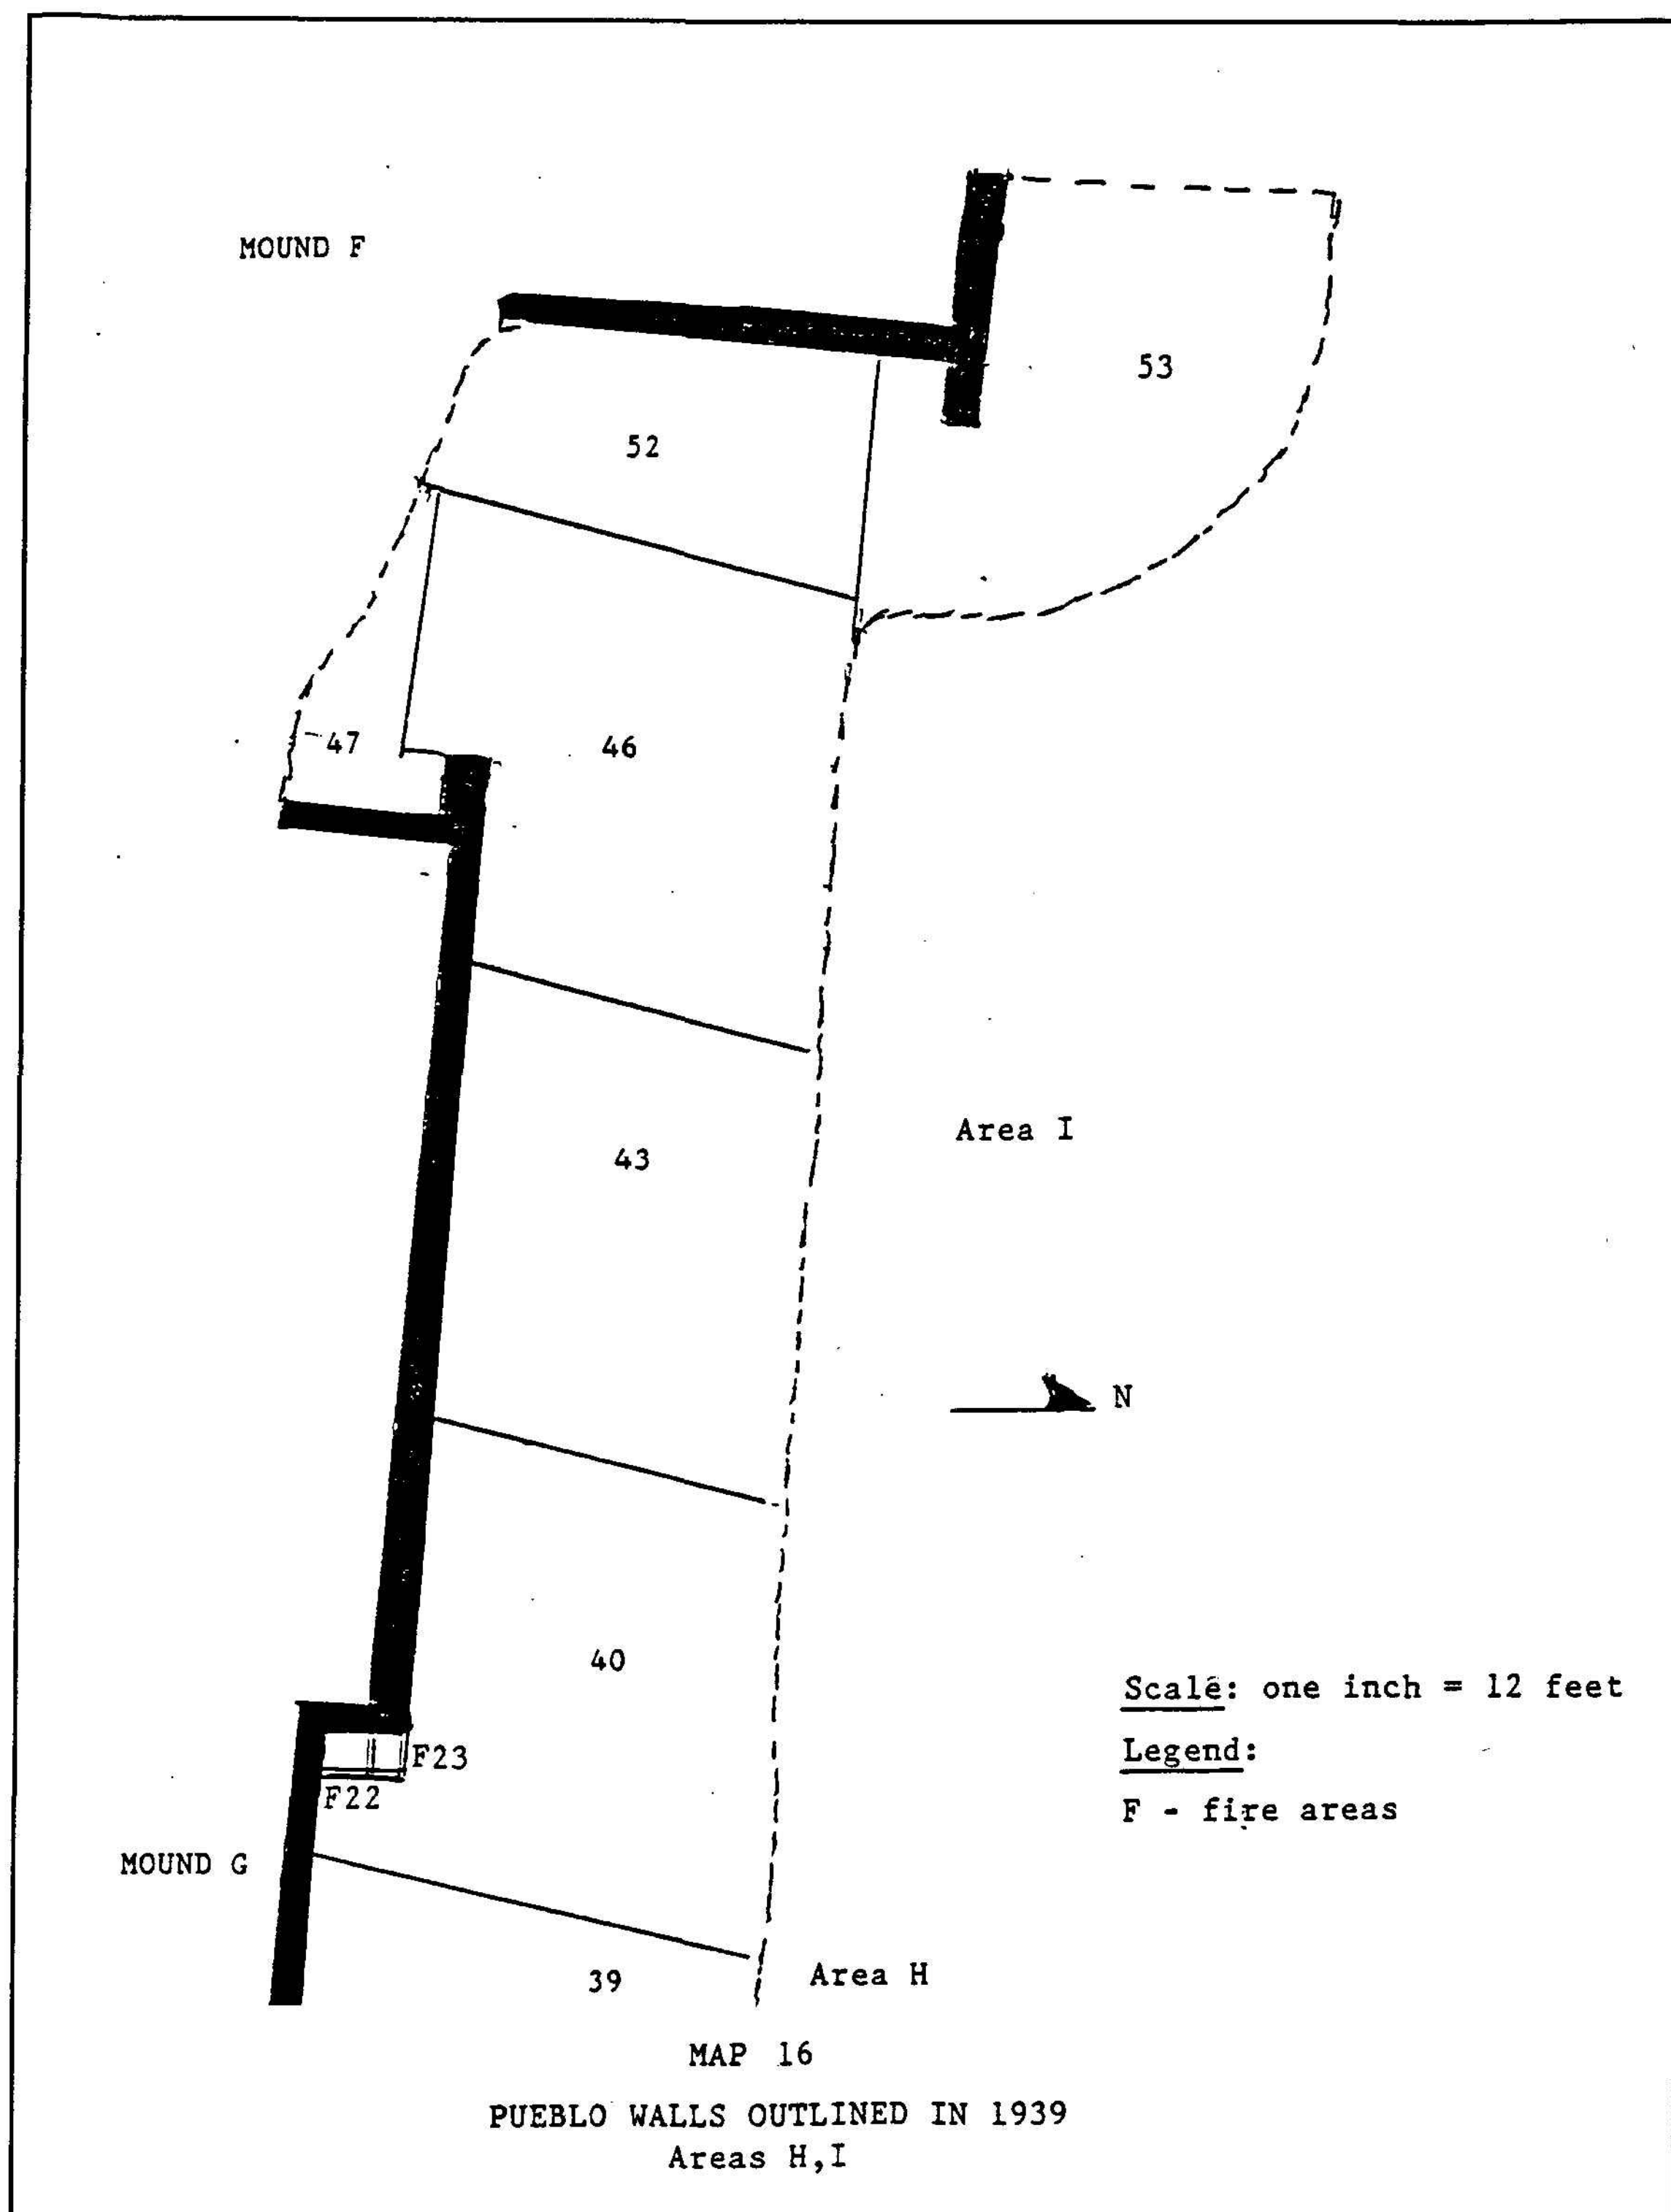 MOUND F
53
52
47
46
Area I
43
N
40
Scale: one inch = 12 feet
Legend:
F - fire areas
F23
F22
MOUND G
39
Area H
MAP 16
PUEBLO WALLS OUTLINED IN 1939
Areas H,I